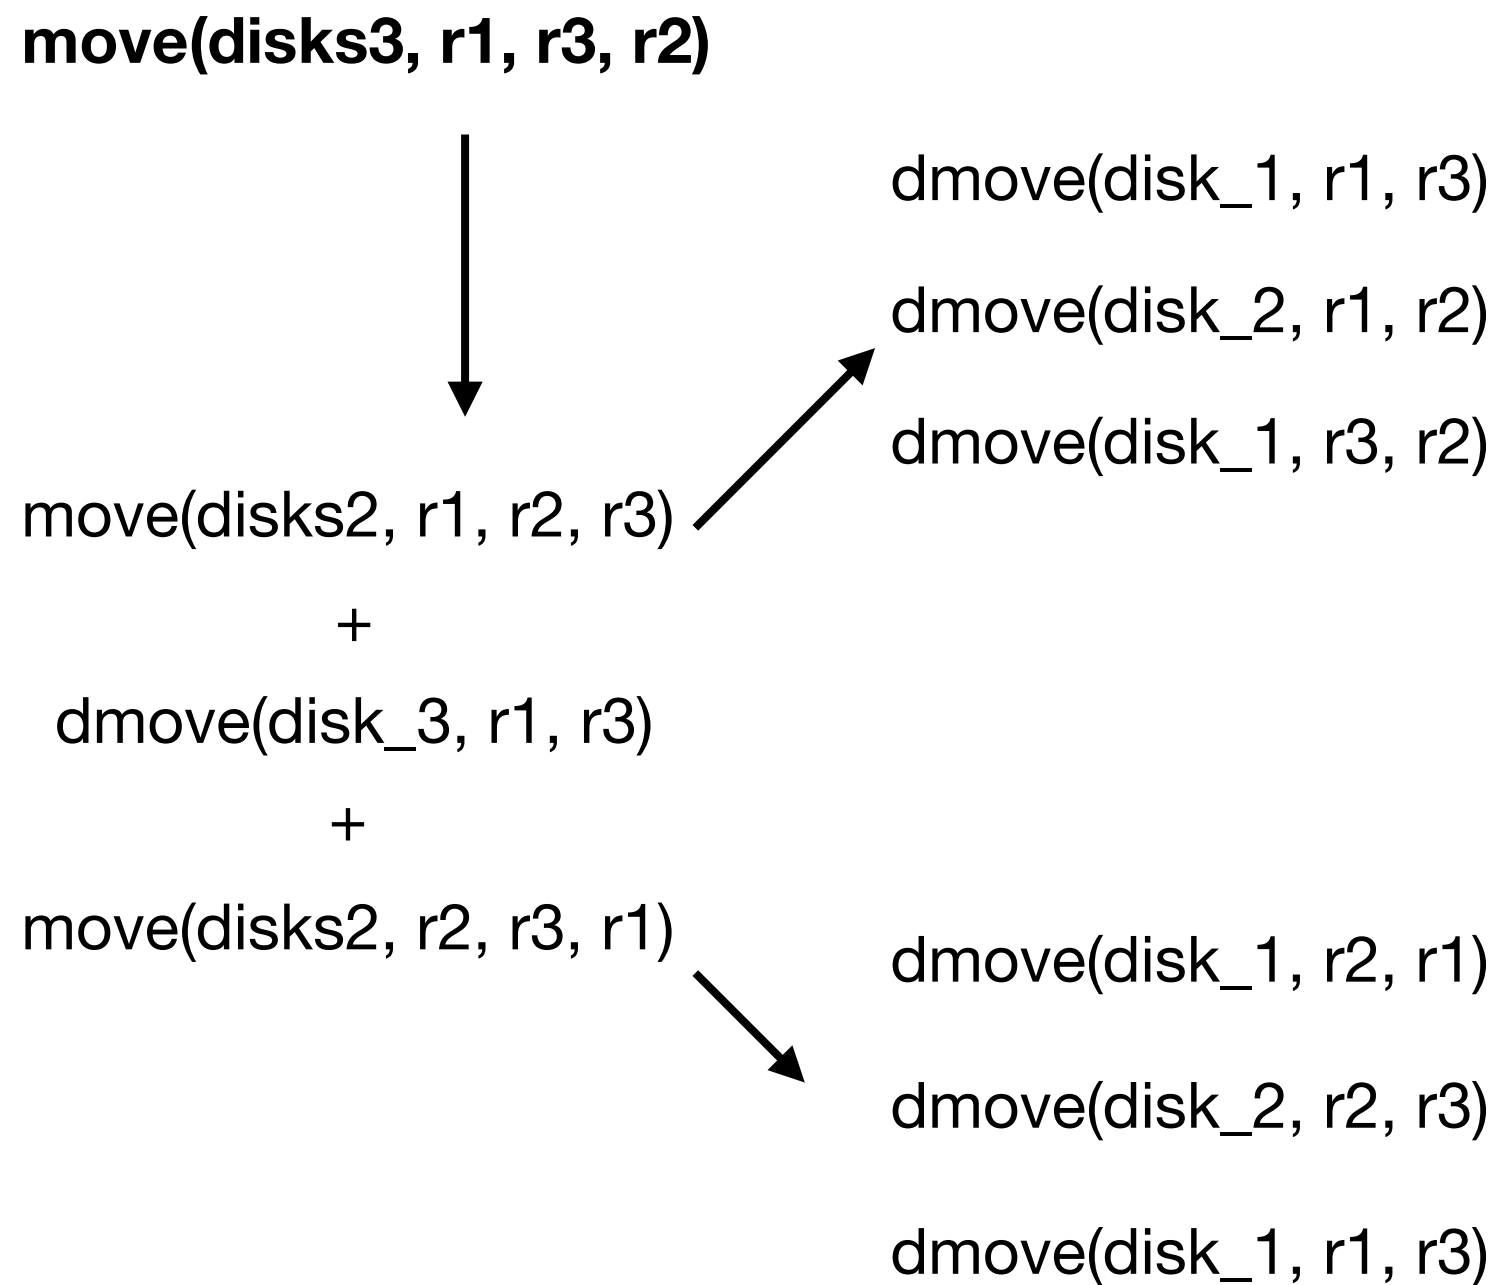 move(disks3, r1, r3, r2)
dmove(disk_1, r1, r3)
dmove(disk_2, r1, r2)
dmove(disk_1, r3, r2)
move(disks2, r1, r2, r3)
+
dmove(disk_3, r1, r3)
+
move(disks2, r2, r3, r1)
dmove(disk_1, r2, r1)
dmove(disk_2, r2, r3)
dmove(disk_1, r1, r3)